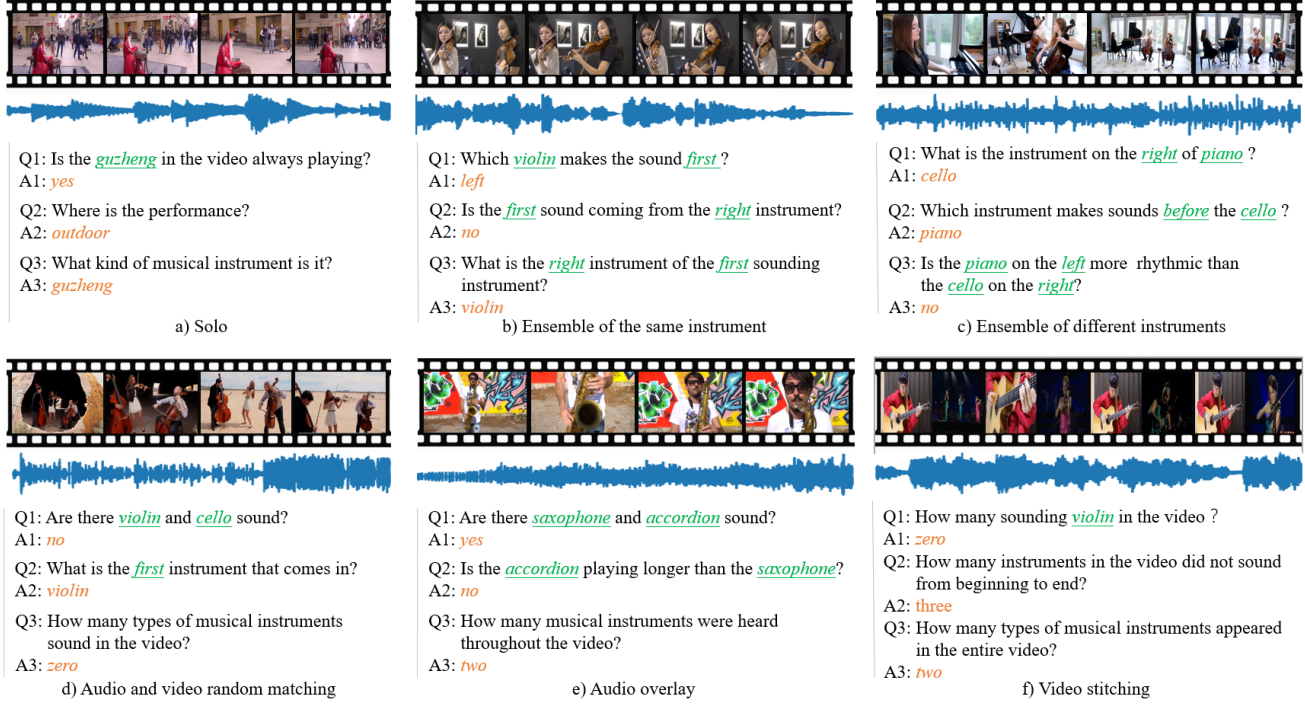 Q1: Is the guzheng in the video always playing?
A1: yes
Q2: Where is the performance?
A2: outdoor
Q3: What kind of musical instrument is it?
A3: guzheng
a) Solo
Q1: Which violin makes the sound first ?
A1: left
Q2: Is the first sound coming from the right instrument?
A2: no
Q3: What is the right instrument of the first sounding
instrument?
A3: violin
b) Ensemble of the same instrument
Q1: What is the instrument on the right of piano ?
A1: cello
Q2: Which instrument makes sounds before the cello ?
A2: piano
Q3: Is the piano on the left more rhythmic than
the cello on the right?
A3: no
c) Ensemble of different instruments
Q1: Are there violin and cello sound?
A1: no
Q2: What is the first instrument that comes in?
A2: violin
Q3: How many types of musical instruments
sound in the video?
A3: zero
d) Audio and video random matching
Q1: Are there saxophone and accordion sound?
A1: yes
Q2: Is the accordion playing longer than the saxophone?
A2: no
Q3: How many musical instruments were heard
throughout the video?
A3: two
e) Audio overlay
Q1: How many sounding violin in the video ?
A1: zero
Q2: How many instruments in the video did not sound
from beginning to end?
A2: three
Q3: How many types of musical instruments appeared
in the entire video?
A3: two
f) Video stitching